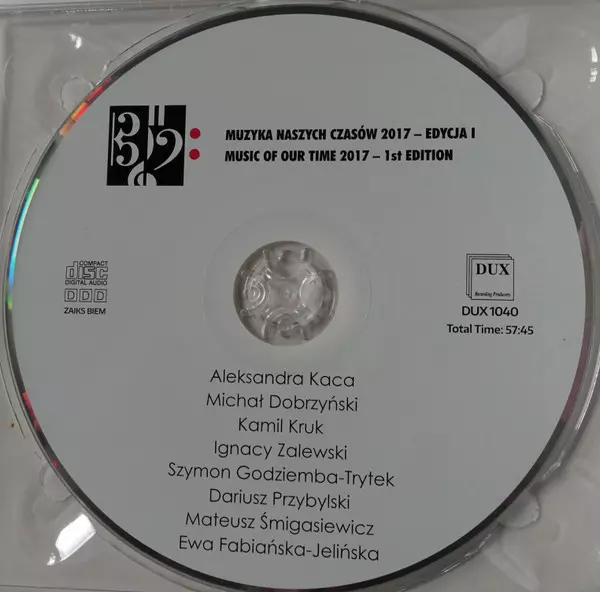 MUZYKA NASZYCH CZASÓW 2017 – EDYCJA I
MUSIC OF OUR TIME 2017 – 1st EDITION
COMPACT
disc
DIGITAL AUDIO
DDD
ZAIKS BIEM
DUX
Recording Producers
DUX 1040
Total Time: 57:45
Aleksandra Kaca
Michał Dobrzyński
Kamil Kruk
Ignacy Zalewski
Szymon Godziemba-Trytek
Dariusz Przybylski
Mateusz Śmigasiewicz
Ewa Fabiańska-Jelińska